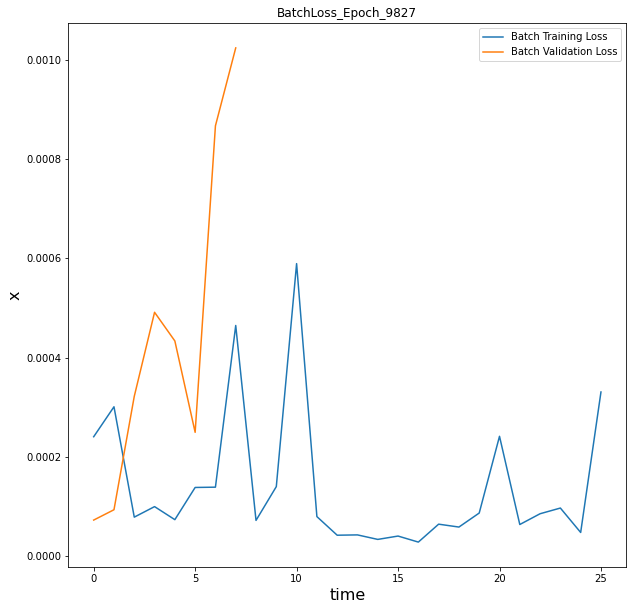 BatchLoss_Epoch_9827
Batch Training Loss
Batch Validation Loss
0.0010
0.0008
0.0006
0.0004
0.0002
0.0000
x
0 5 10 15 20 25
time